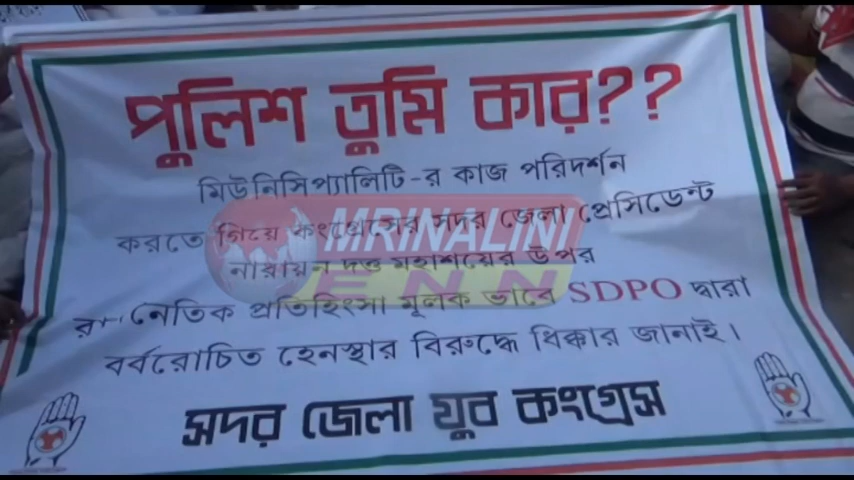 পুলিশ তুমি কার??
মিউনিসিপ্যালিটি-র কাজ পরিদর্শন
করতে গিয়ে কংগ্রেসের সদর জেলা প্রেসিডেন্ট
নারায়ন দত্ত মহাশয়ের উপর
প্রতিহিংসা মূলক ভাবে SDPO দ্বারা
বর্বরোচিত হেনস্থার বিরুদ্ধে ধিক্কার জানাই।
সদর জেলা যুব কংগ্রেস
MRINALINI
ENN